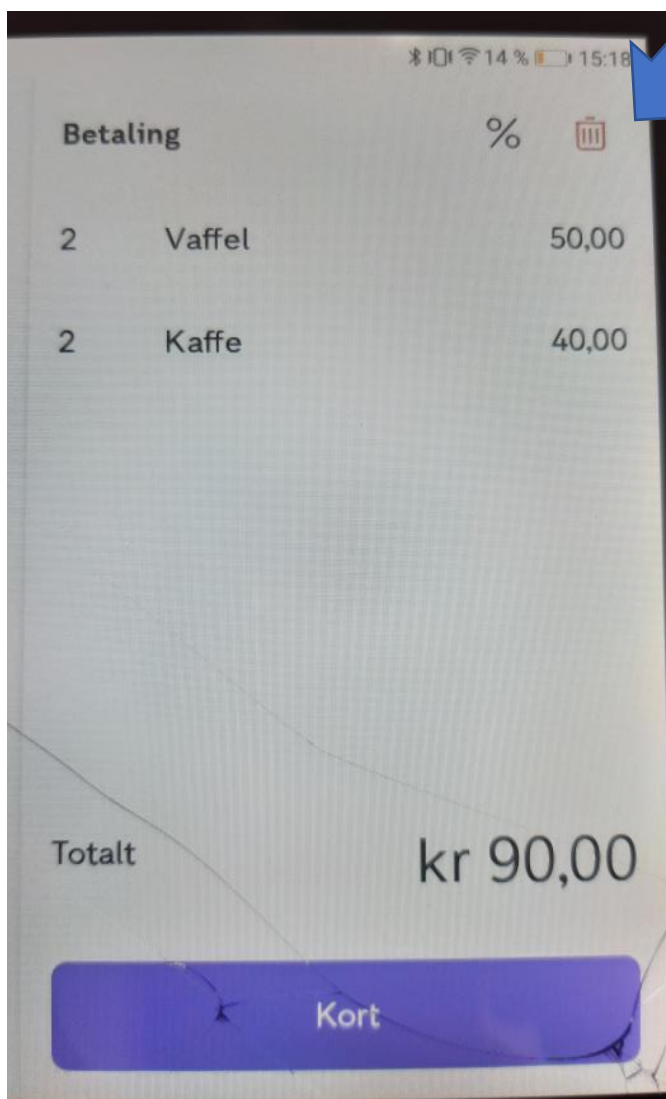 14 % 15:18
Betaling %
2 Vaffel 50,00
2 Kaffe 40,00
Totalt kr 90,00
Kort